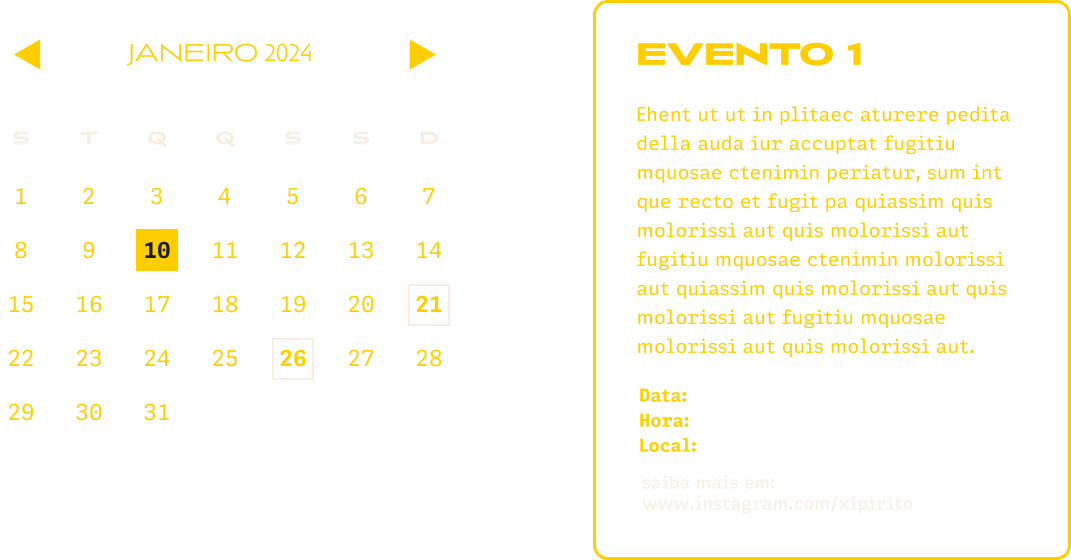 JANEIRO 2024
S T Q Q S S D
1 2 3 4 5 6 7
8 9 10 11 12 13 14
15 16 17 18 19 20 21
22 23 24 25 26 27 28
29 30 31
EVENTO 1
Ehent ut ut in plitaec aturere pedita
della auda iur accuptat fugitiu
mquosae ctenimin periatur, sum int
que recto et fugit pa quiassim quis
molorissi aut quis molorissi aut
fugitiu mquosae ctenimin molorissi
aut quiassim quis molorissi aut quis
molorissi aut fugitiu mquosae
molorissi aut quis molorissi aut.
Data:
Hora:
Local:
saiba mais em:
www.instagram.com/xipirito